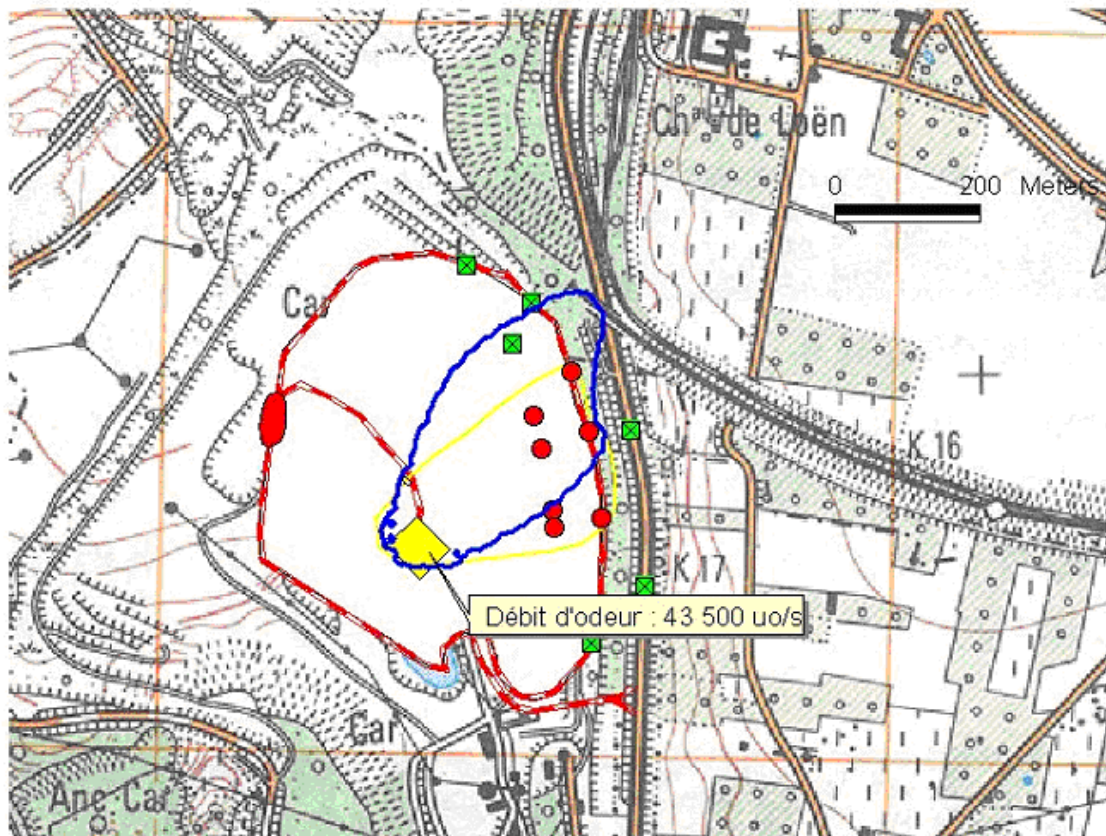 Ch^au de Loën
0 200 Meters
Car
K 16
K 17
Débit d'odeur : 43 500 uo/s
Car
Anc Car